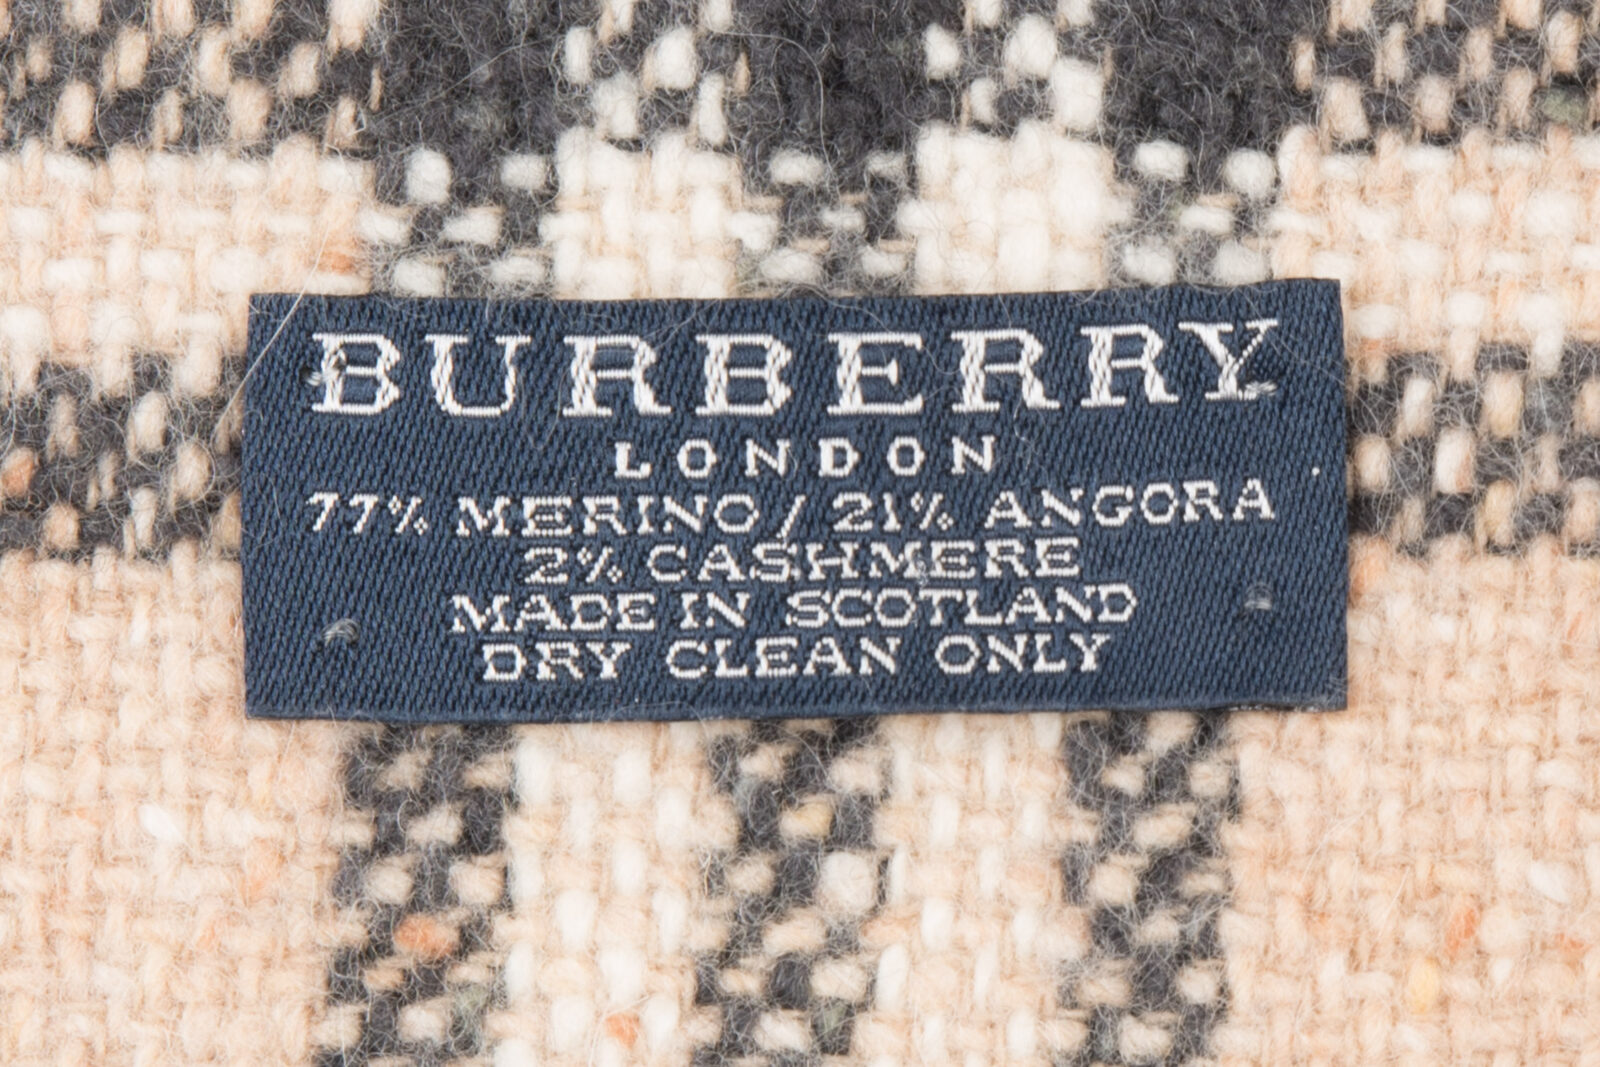 BURBERRY
LONDON
77% MERINO / 21% ANGORA
2% CASHMERE
MADE IN SCOTLAND
DRY CLEAN ONLY